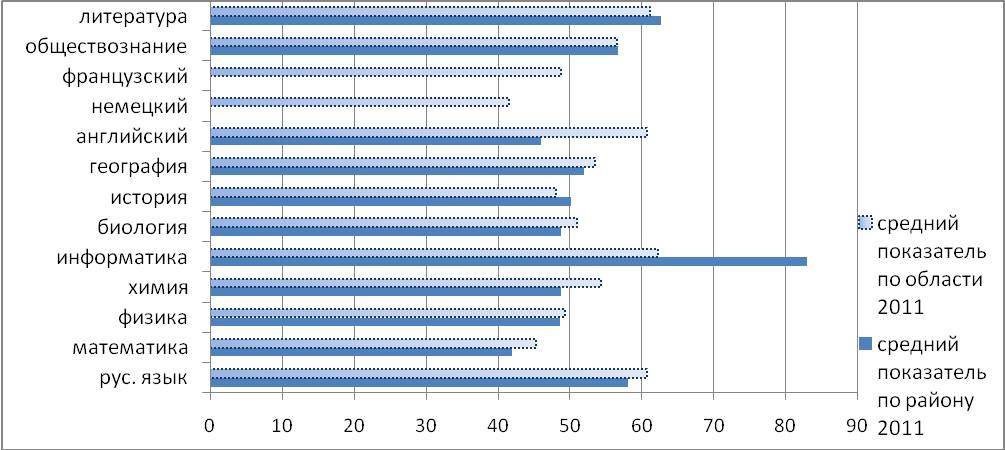 литература
обществознание
французский
немецкий
английский
география
история
биология
информатика
химия
физика
математика
рус. язык
0 10 20 30 40 50 60 70 80 90
средний
показатель
по области
2011
средний
показатель
по району
2011